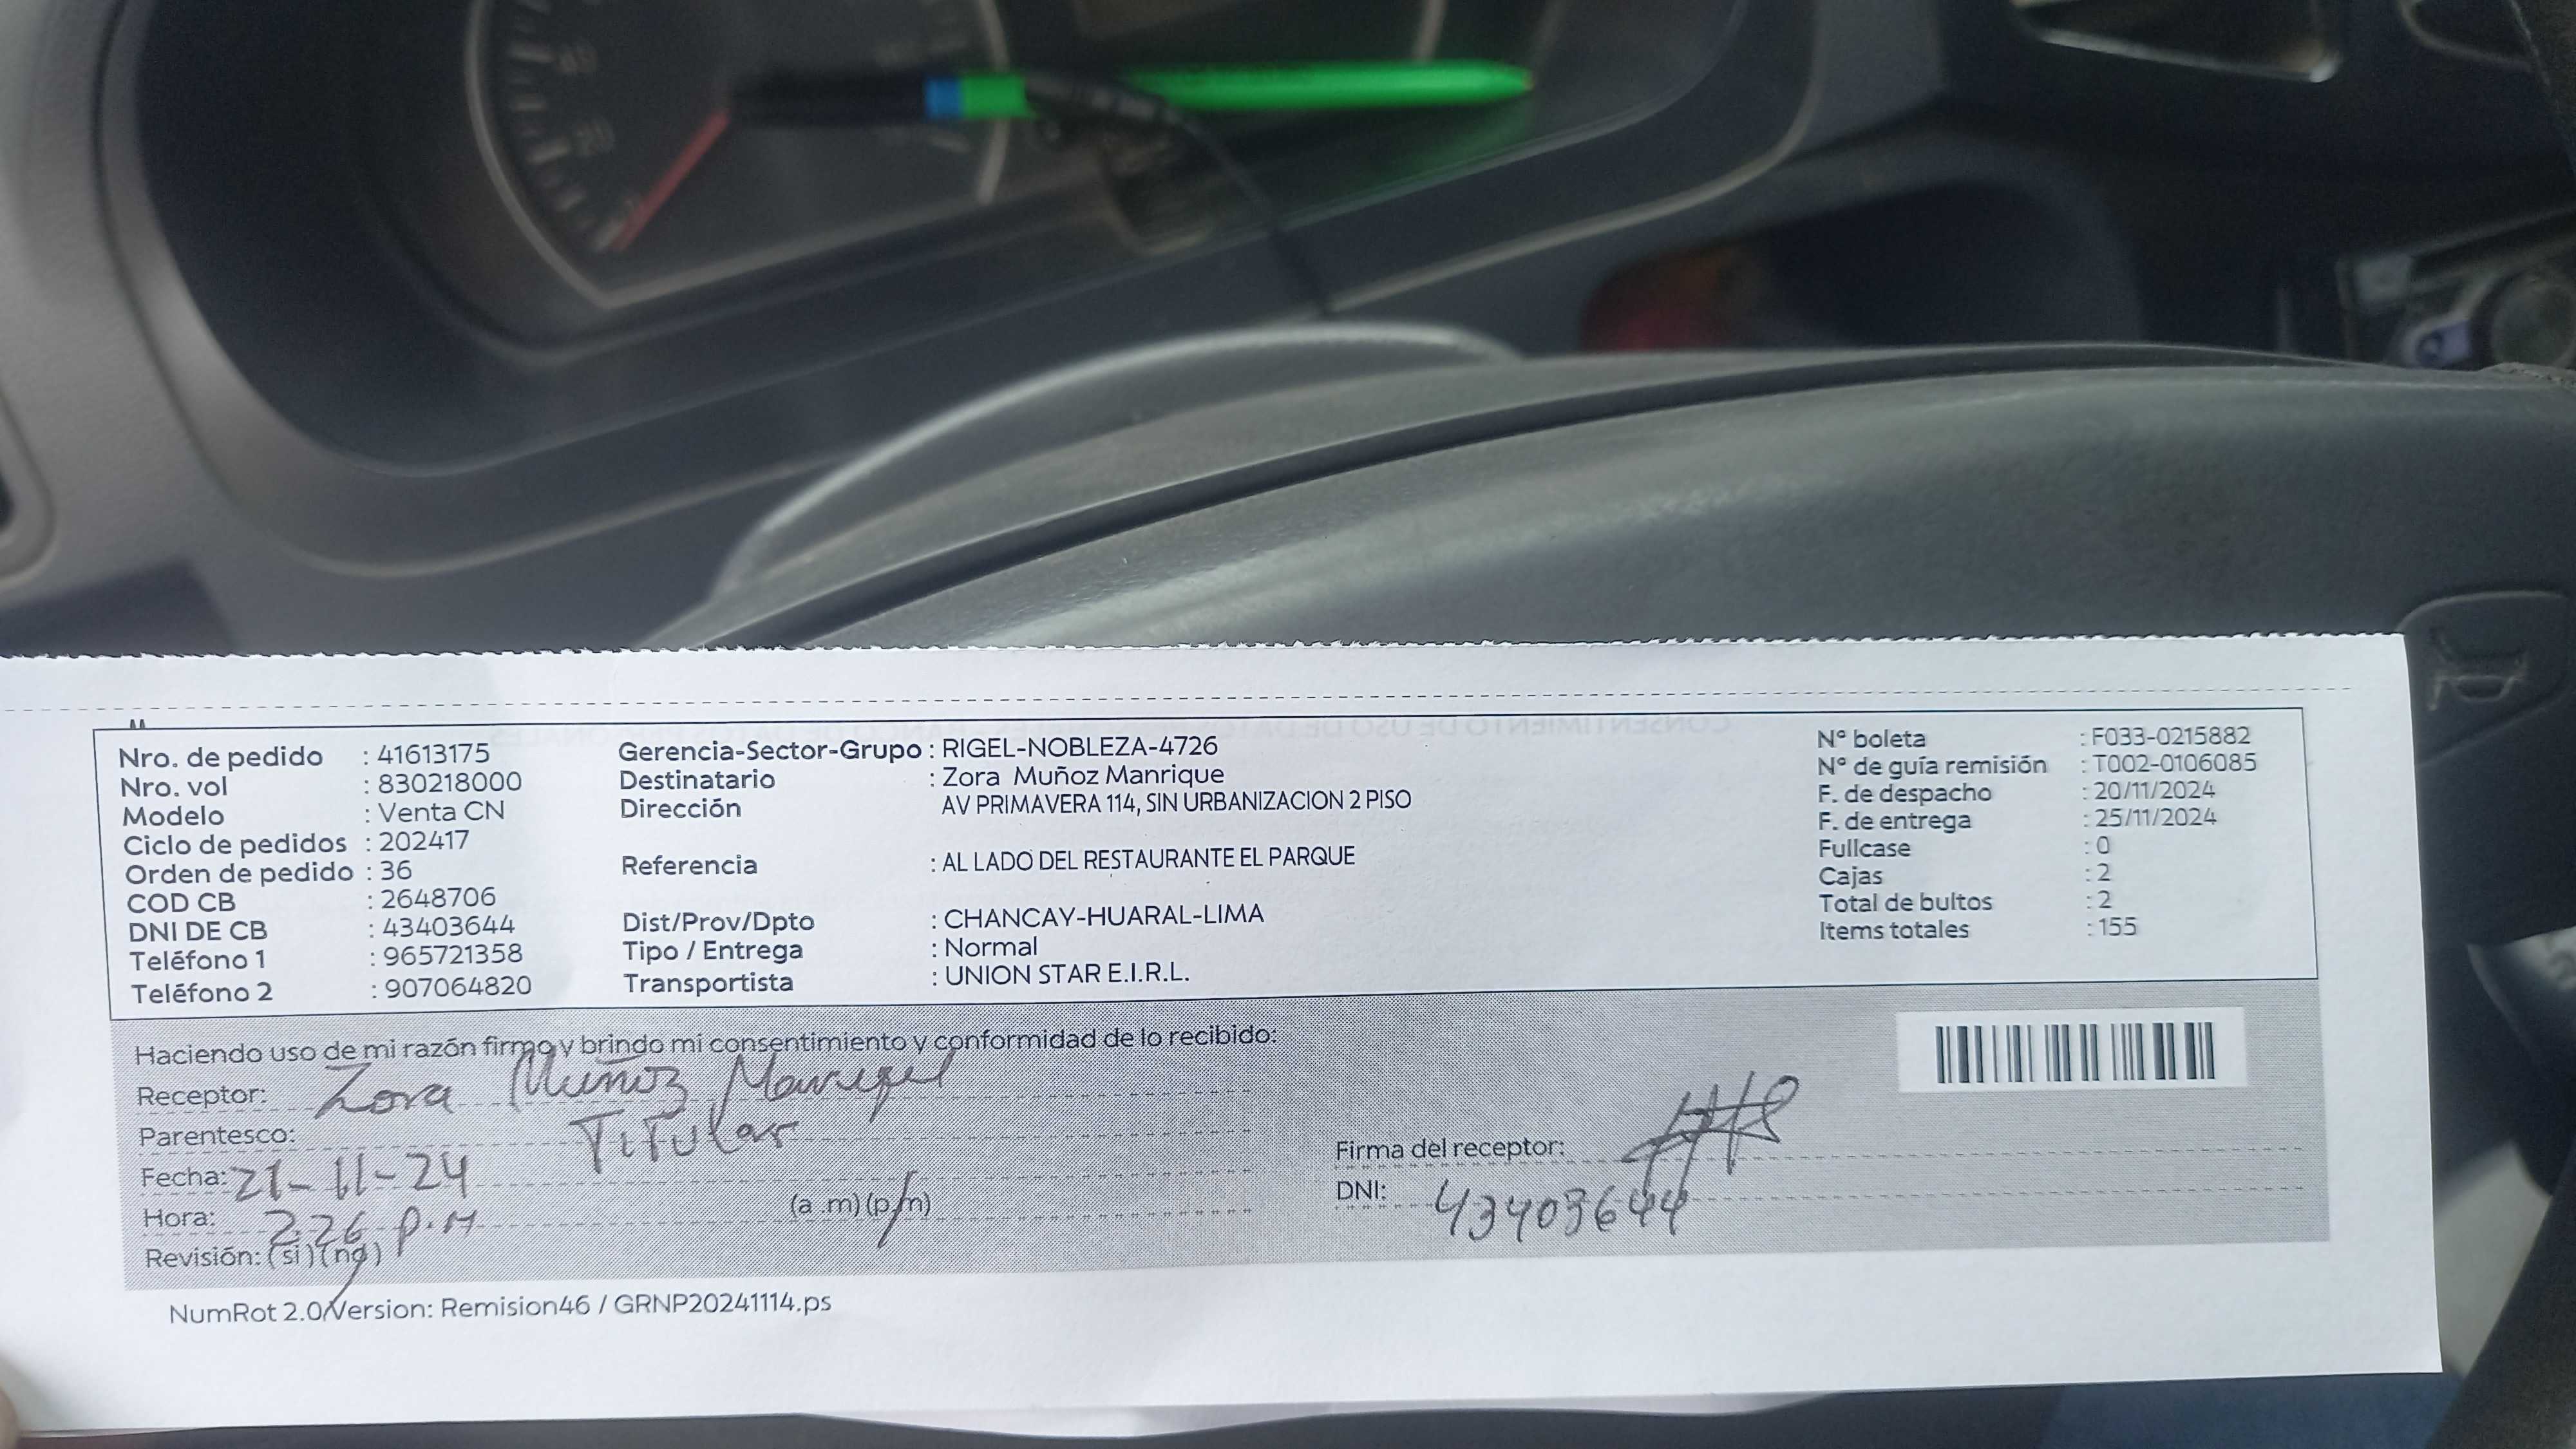 Nro. de pedido : 41613175
Nro. vol : 830218000
Modelo : Venta CN
Ciclo de pedidos : 202417
Orden de pedido : 36
COD CB : 2648706
DNI DE CB : 43403644
Teléfono 1 : 965721358
Teléfono 2 : 907064820
Gerencia-Sector-Grupo : RIGEL-NOBLEZA-4726
Destinatario : Zora Muñoz Manrique
Dirección AV PRIMAVERA 114, SIN URBANIZACION 2 PISO
Referencia : AL LADO DEL RESTAURANTE EL PARQUE
Dist/Prov/Dpto : CHANCAY-HUARAL-LIMA
Tipo / Entrega : Normal
Transportista : UNION STAR E.I.R.L.
N° boleta : F033-0215882
N° de guía remisión : T002-0106085
F. de despacho : 20/11/2024
F. de entrega : 25/11/2024
Fullcase : 0
Cajas : 2
Total de bultos : 2
Items totales : 155
Haciendo uso de mi razón firmo y brindo mi consentimiento y conformidad de lo recibido:
Receptor: Zora Muñoz
Parentesco: Titular
Fecha: 21-11-24
Hora: 2.26 P.M (a .m) (p/m)
Revisión: (si) (no)
Firma del receptor:
DNI: 43403644
NumRot 2.0/Version: Remision46 / GRNP20241114.ps